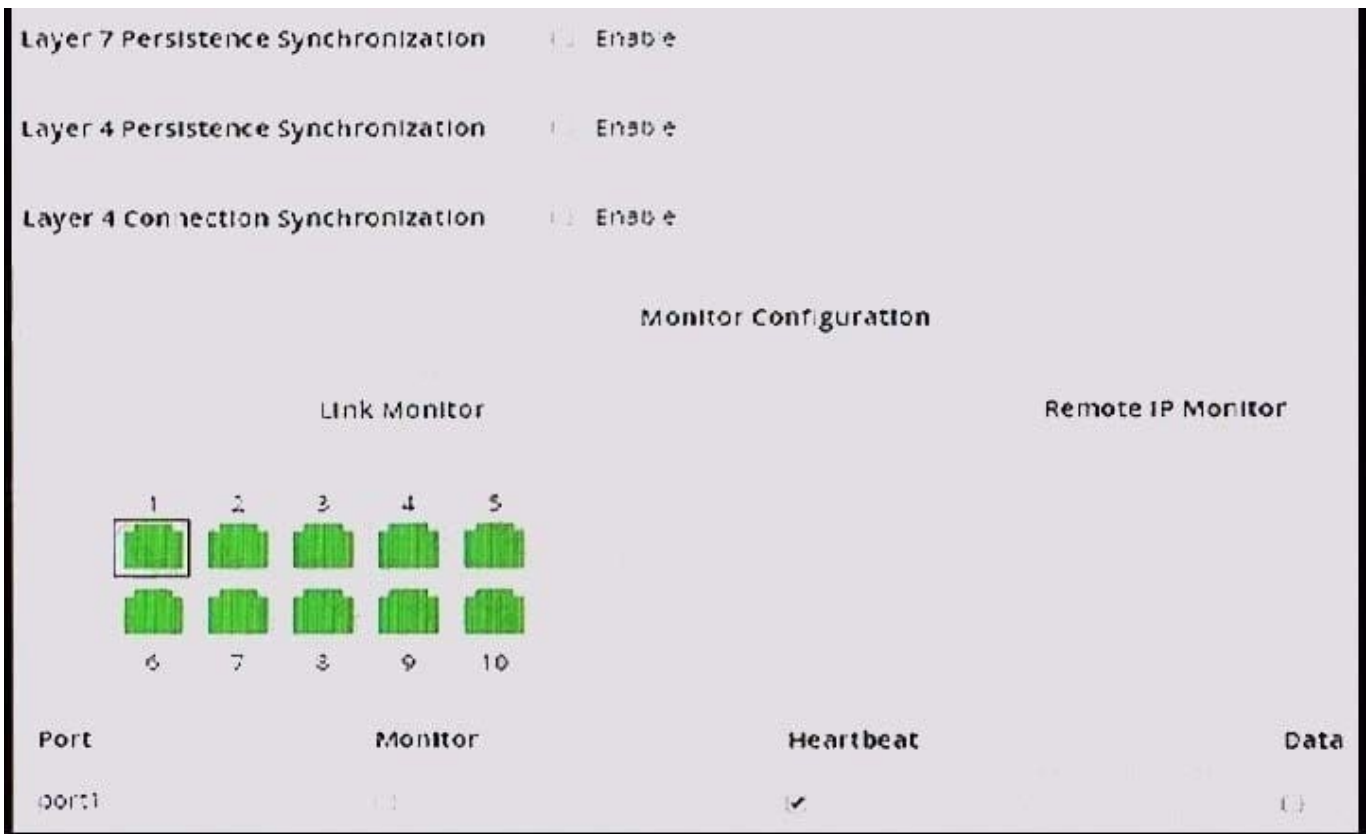 Layer 7 Persistence Synchronization Enable
Layer 4 Persistence Synchronization Enable
Layer 4 Connection Synchronization Enable
Monitor Configuration
Link Monitor Remote IP Monitor
1 2 3 4 5
6 7 8 9 10
Port Monitor Heartbeat Data
port1